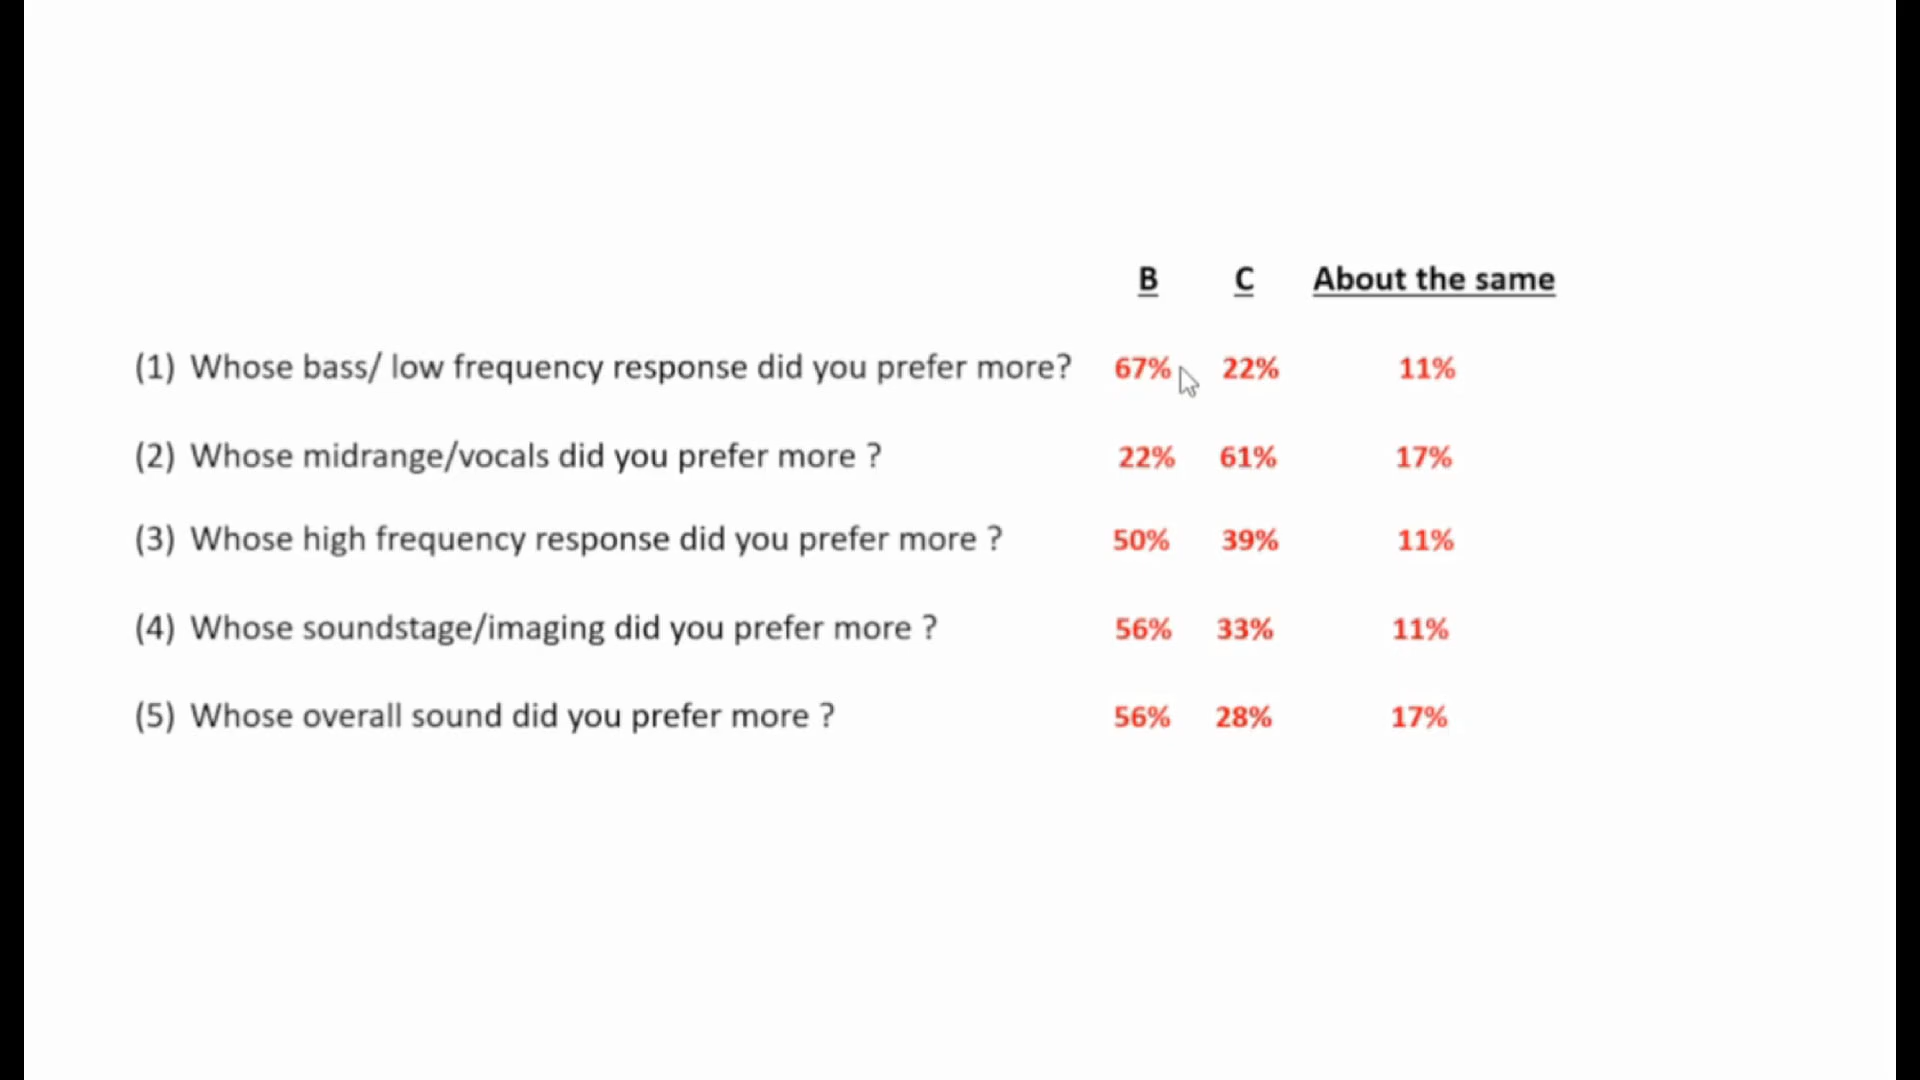 B C About the same
(1) Whose bass/ low frequency response did you prefer more? 67% 22% 11%
(2) Whose midrange/vocals did you prefer more ? 22% 61% 17%
(3) Whose high frequency response did you prefer more ? 50% 39% 11%
(4) Whose soundstage/imaging did you prefer more ? 56% 33% 11%
(5) Whose overall sound did you prefer more ? 56% 28% 17%